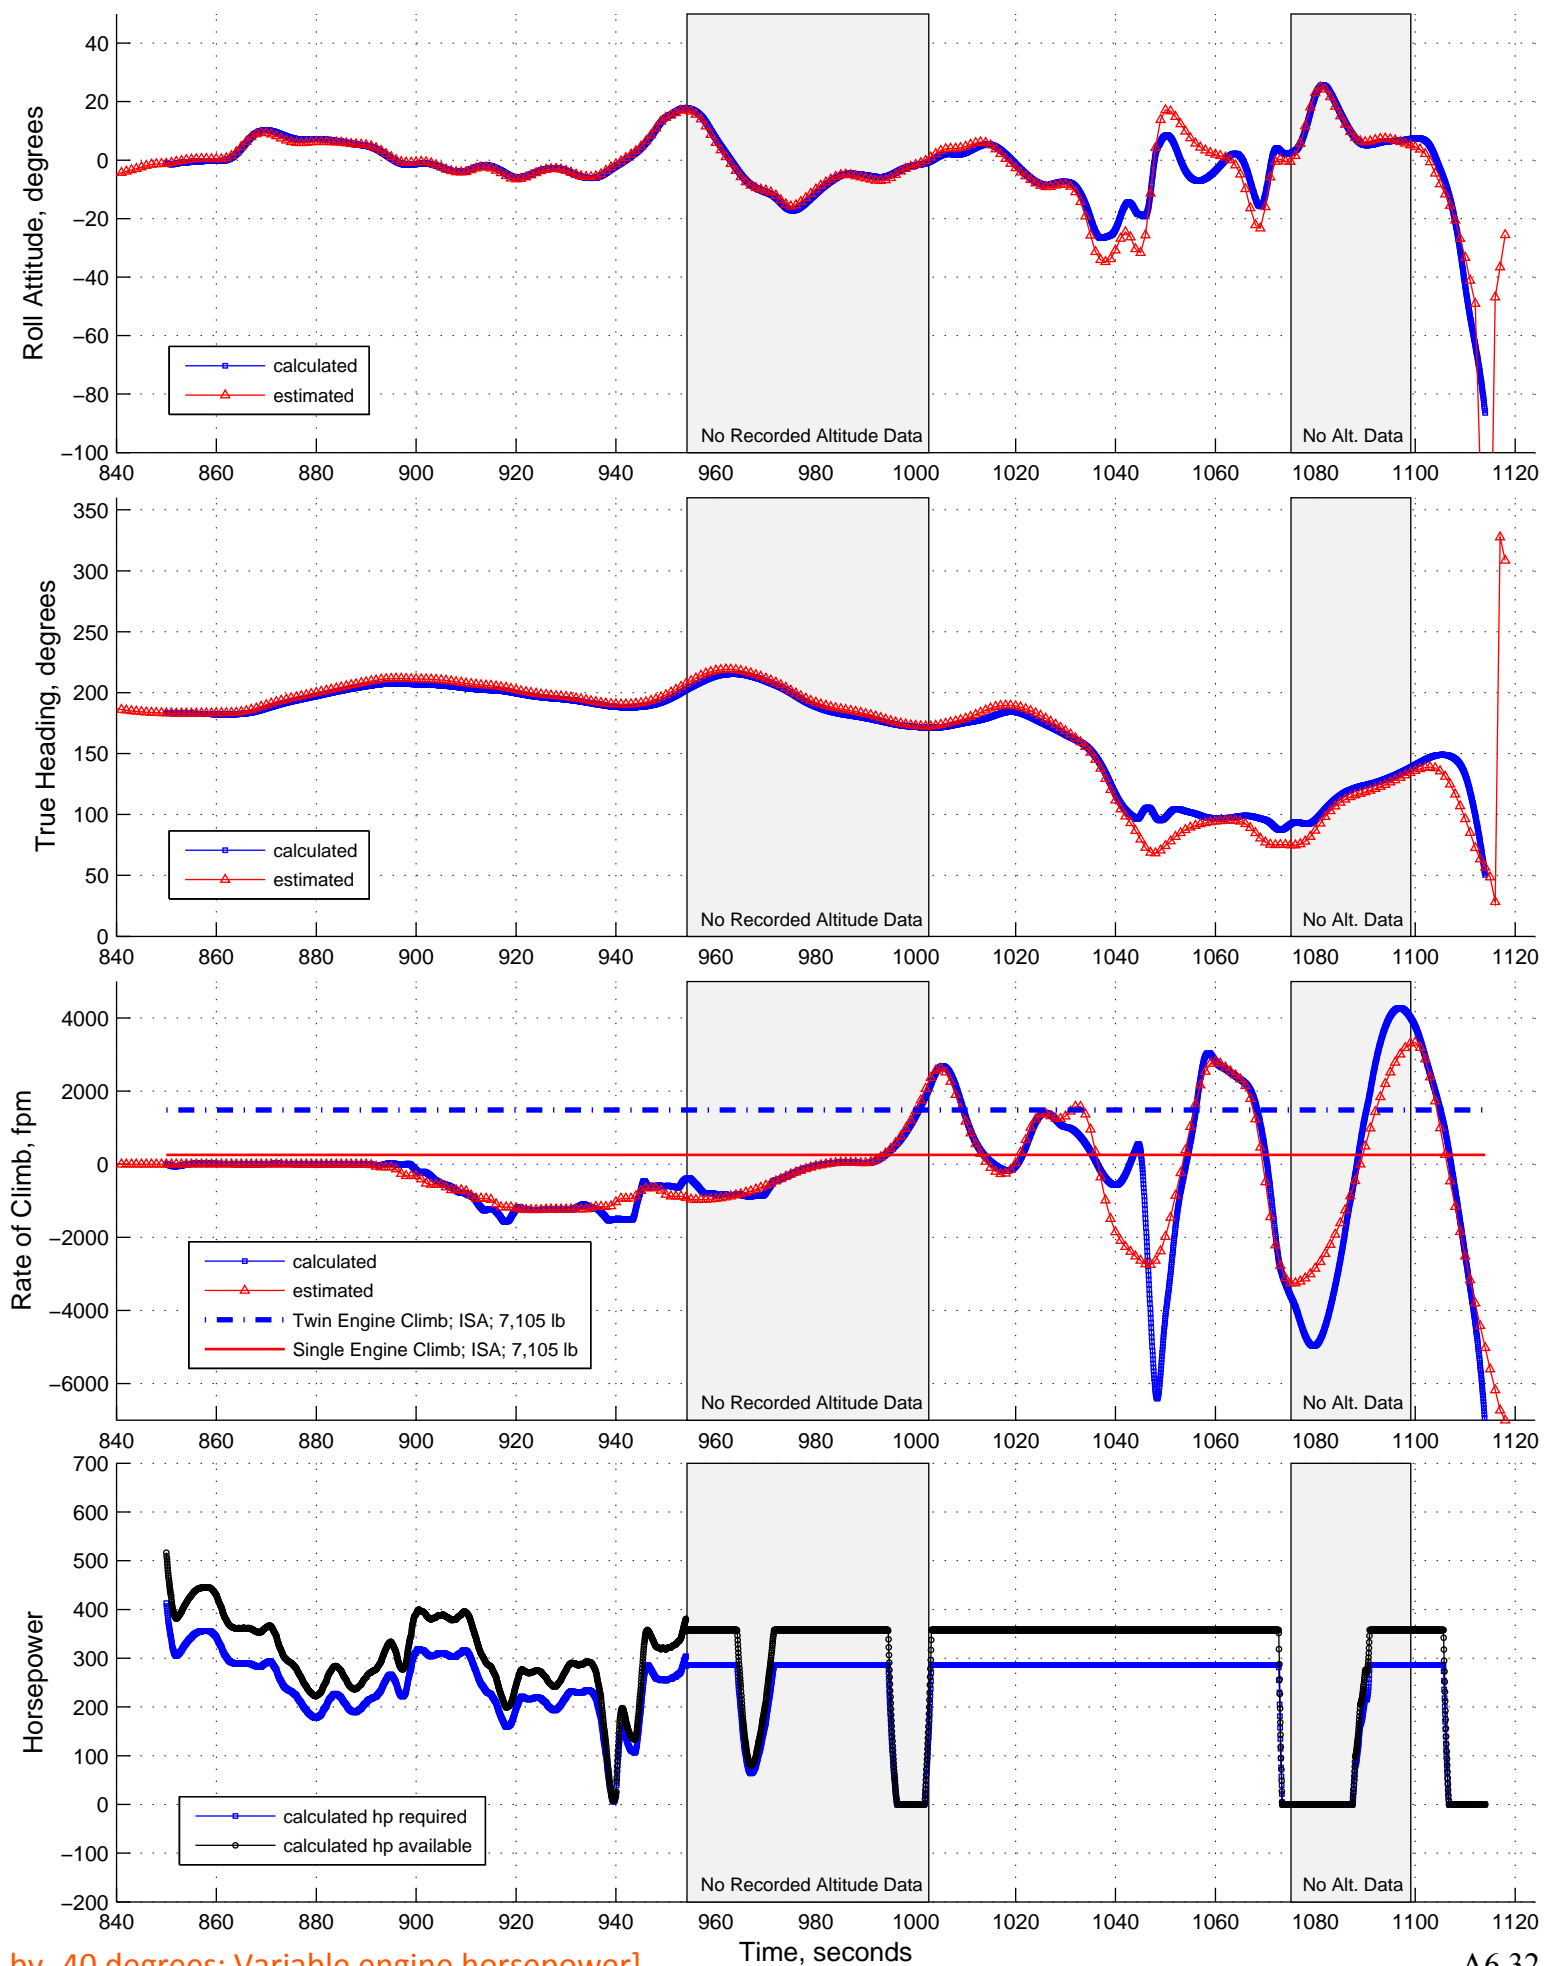 40
20
0
−20
−40
−60
−80
−100
Roll Attitude, degrees
calculated
estimated
No Recorded Altitude Data
No Alt. Data
840 860 880 900 920 940 960 980 1000 1020 1040 1060 1080 1100 1120
350
300
250
200
150
100
50
0
True Heading, degrees
calculated
estimated
No Recorded Altitude Data
No Alt. Data
840 860 880 900 920 940 960 980 1000 1020 1040 1060 1080 1100 1120
4000
2000
0
−2000
−4000
−6000
Rate of Climb, fpm
calculated
estimated
Twin Engine Climb; ISA; 7,105 lb
Single Engine Climb; ISA; 7,105 lb
No Recorded Altitude Data
No Alt. Data
840 860 880 900 920 940 960 980 1000 1020 1040 1060 1080 1100 1120
700
600
500
400
300
200
100
0
−100
−200
Horsepower
calculated hp required
calculated hp available
No Recorded Altitude Data
No Alt. Data
840 860 880 900 920 940 960 980 1000 1020 1040 1060 1080 1100 1120
Time, seconds
by -40 degrees; Variable engine horsepower]
A6.32